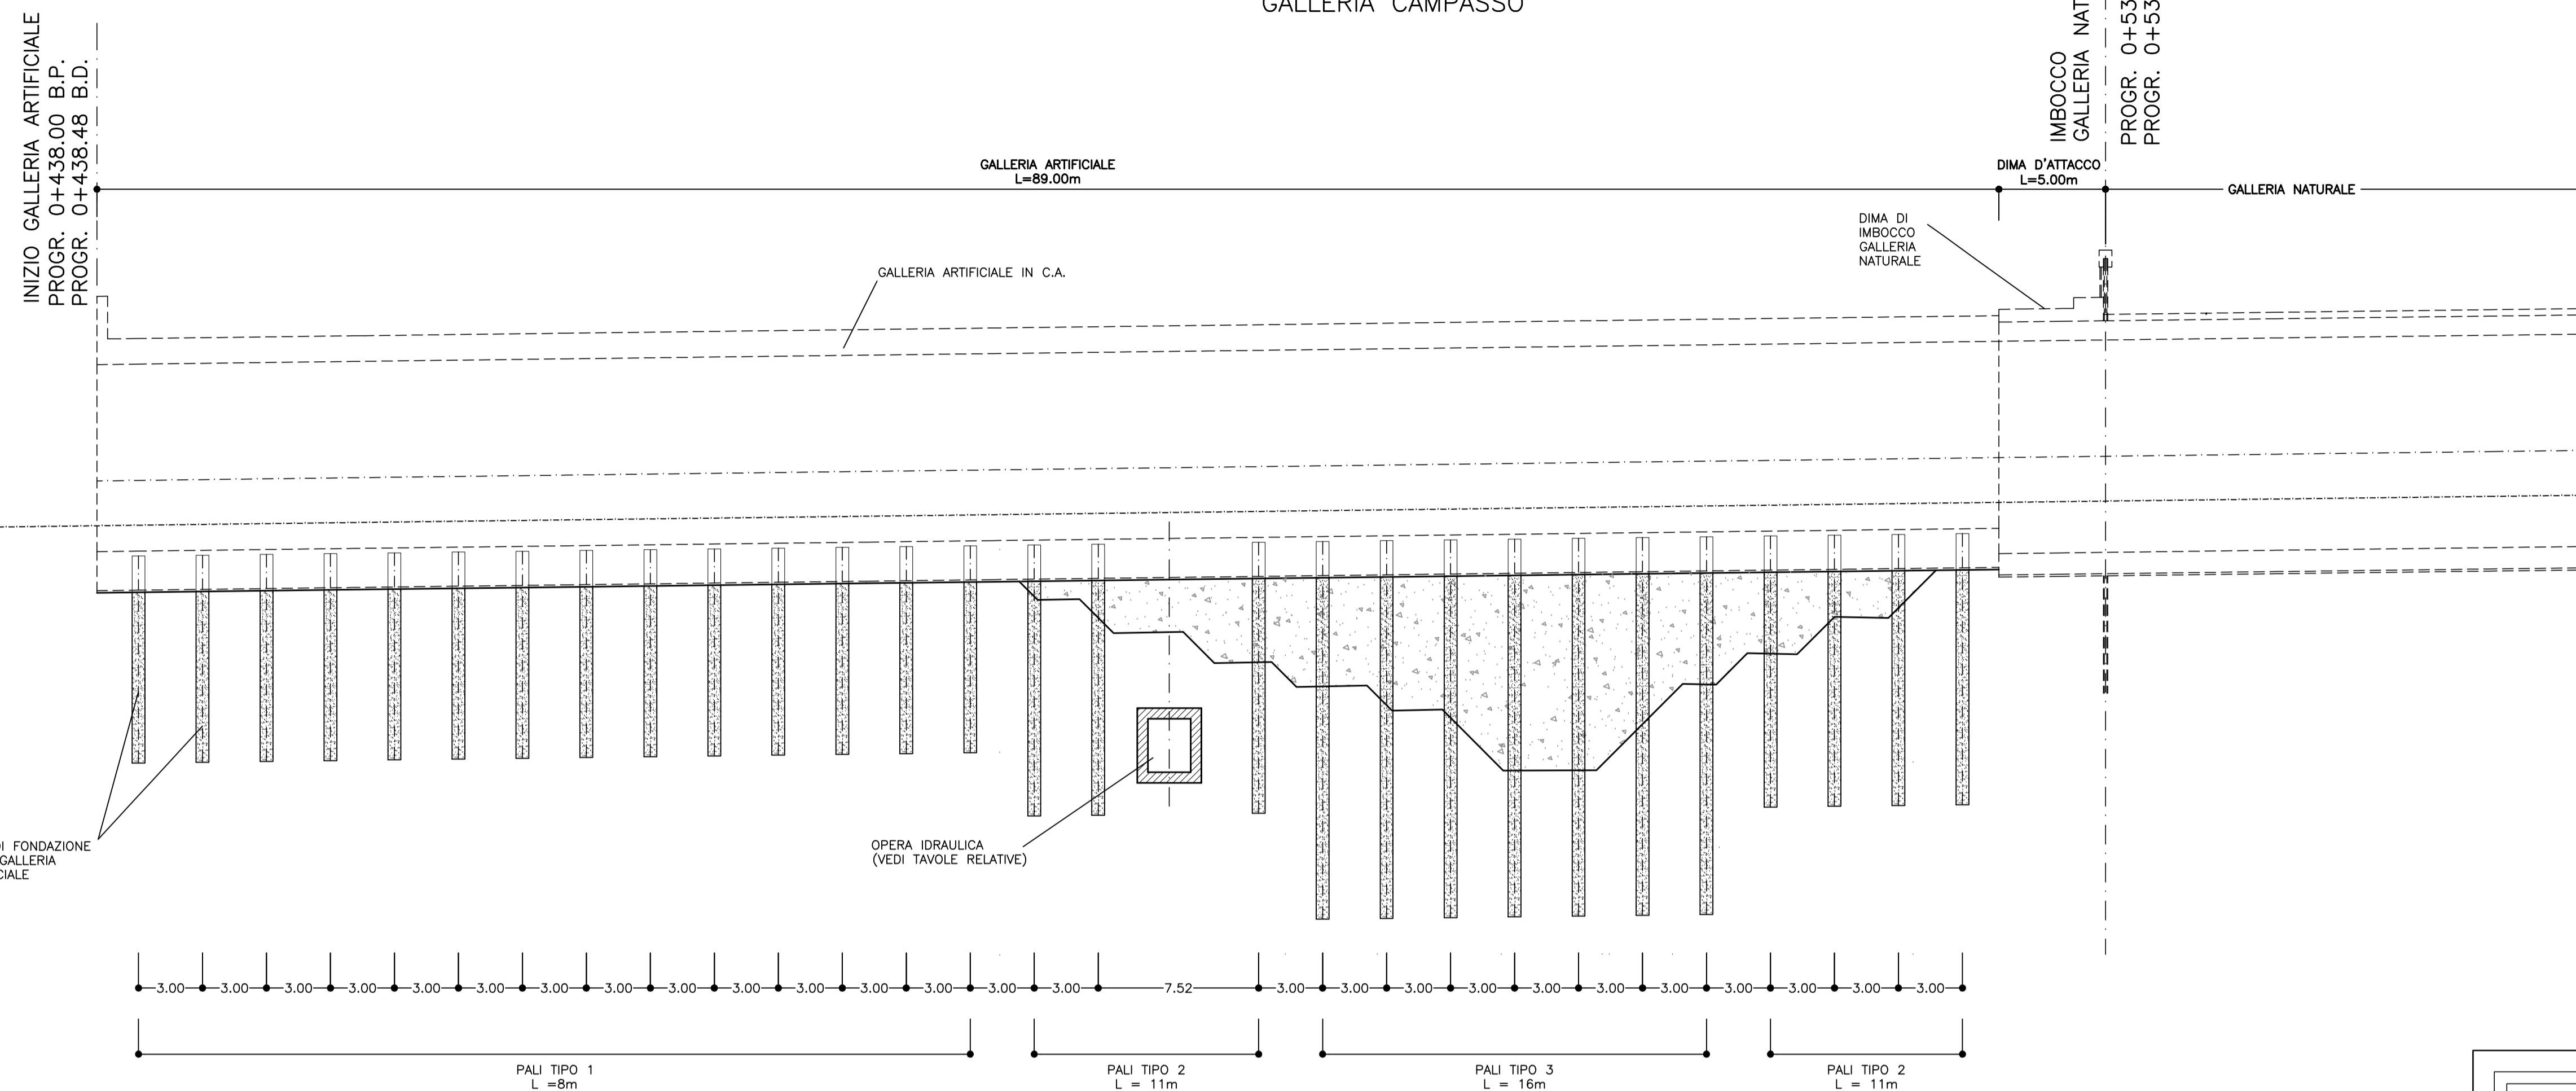 GALLERIA CAMPASSO
INIZIO GALLERIA ARTIFICIALE
PROGR. 0+438.00 B.P.
PROGR. 0+438.48 B.D.
GALLERIA ARTIFICIALE
L=89.00m
DIMA D'ATTACCO
L=5.00m
IMBOCCO
GALLERIA
PROGR. 0+53
PROGR. 0+53
GALLERIA NATURALE
DIMA DI
IMBOCCO
GALLERIA
NATURALE
GALLERIA ARTIFICIALE IN C.A.
FONDAZIONE
GALLERIA
OPERA IDRAULICA
(VEDI TAVOLE RELATIVE)
3.00 3.00 3.00 3.00 3.00 3.00 3.00 3.00 3.00 3.00 3.00 3.00 3.00 3.00 3.00 7.52 3.00 3.00 3.00 3.00 3.00 3.00 3.00 3.00 3.00 3.00 3.00
PALI TIPO 1
L =8m
PALI TIPO 2
L = 11m
PALI TIPO 3
L = 16m
PALI TIPO 2
L = 11m